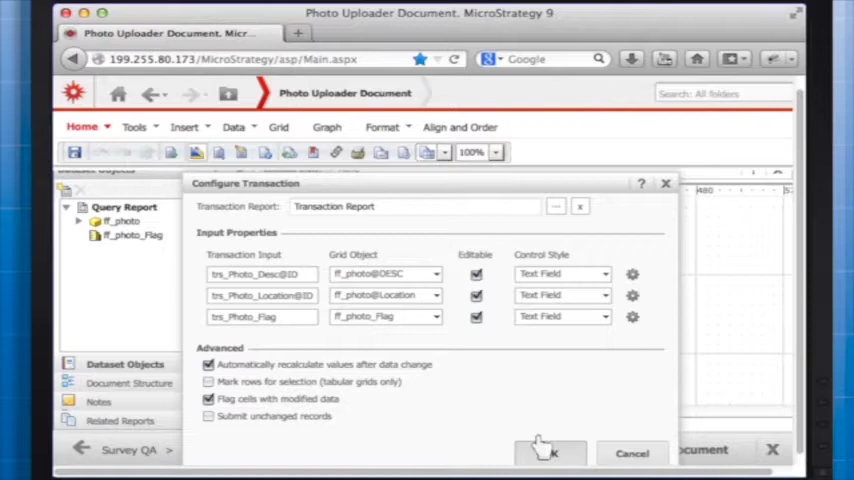 Photo Uploader Document. MicroStrategy 9
Photo Uploader Document. Micr...
199.255.80.173/MicroStrategy/asp/Main.aspx
Google
Photo Uploader Document
Search: All folders
Home Tools Insert Data Grid Graph Format Align and Order
100%
Dataset Objects
Configure Transaction ? X
480
Query Report
ff_photo
ff_photo_Flag
Transaction Report: Transaction Report ... x
Input Properties
Transaction Input Grid Object Editable Control Style
trs_Photo_Desc@ID ff_photo@DESC Text Field
trs_Photo_Location@ID ff_photo@Location Text Field
trs_Photo_Flag ff_photo_Flag Text Field
Advanced
Automatically recalculate values after data change
Mark rows for selection (tabular grids only)
Flag cells with modified data
Submit unchanged records
Dataset Objects
Document Structure
Notes
Related Reports
Survey QA >
Cancel